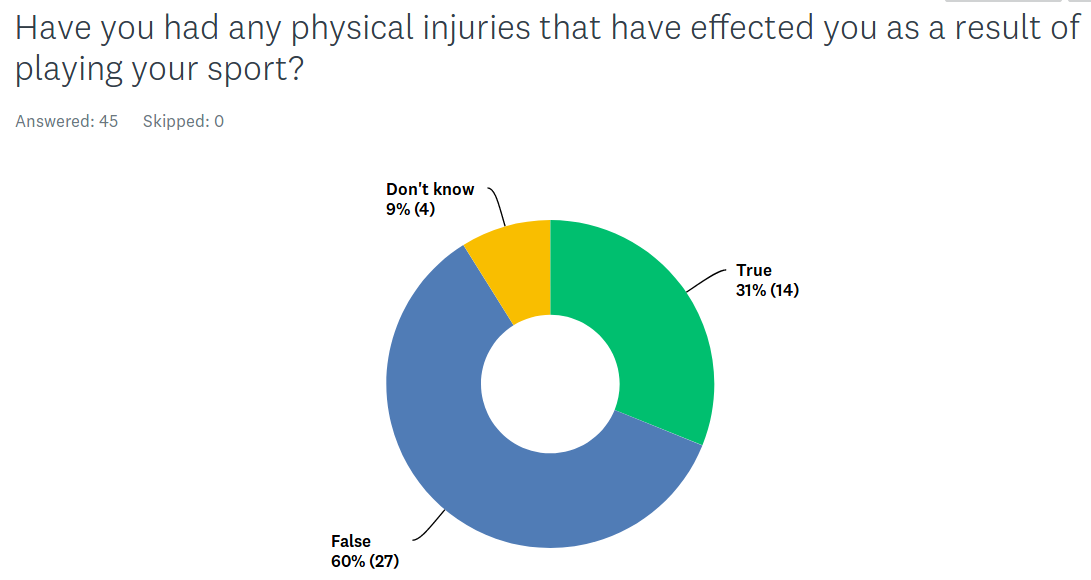 Have you had any physical injuries that have effected you as a result of
playing your sport?
Answered: 45 Skipped: 0
Don't know
9% (4)
True
31% (14)
False
60% (27)